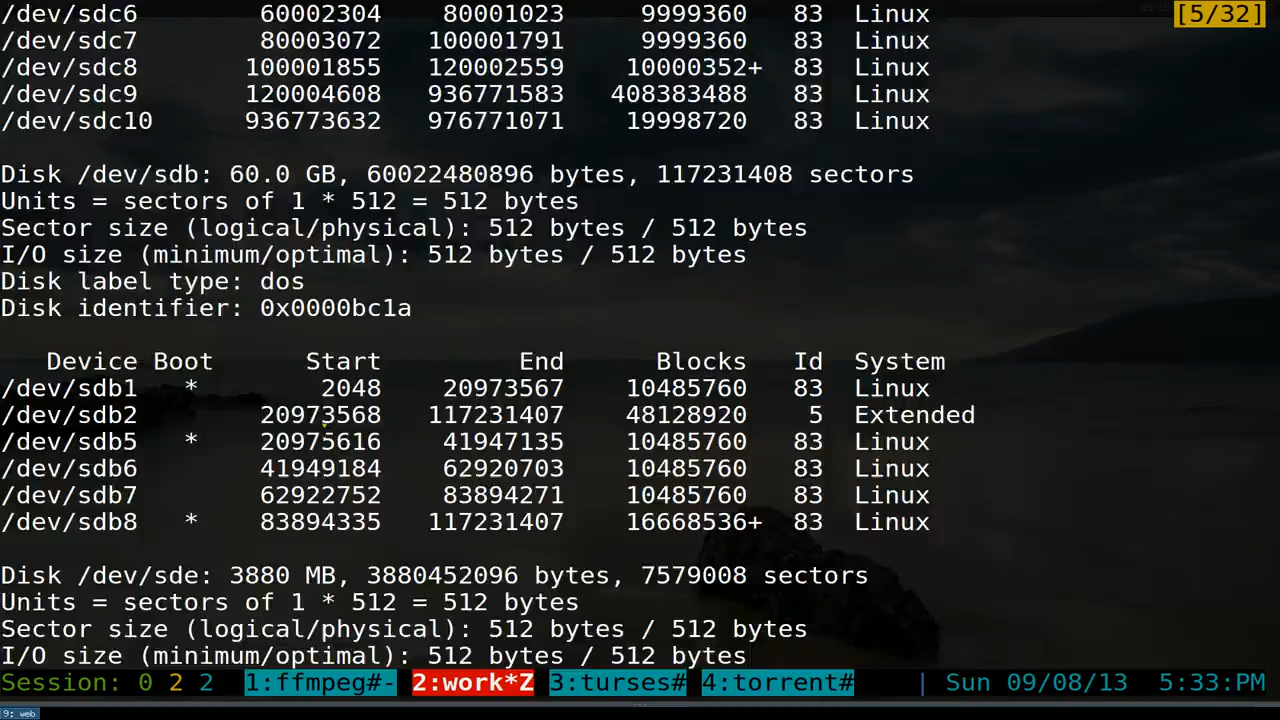 /dev/sdc6        60002304    80001023     9999360   83  Linux
[5/32]
/dev/sdc7        80003072   100001791     9999360   83  Linux
/dev/sdc8       100001855   120002559    10000352+  83  Linux
/dev/sdc9       120004608   936771583   408383488   83  Linux
/dev/sdc10      936773632   976771071    19998720   83  Linux
Disk /dev/sdb: 60.0 GB, 60022480896 bytes, 117231408 sectors
Units = sectors of 1 * 512 = 512 bytes
Sector size (logical/physical): 512 bytes / 512 bytes
I/O size (minimum/optimal): 512 bytes / 512 bytes
Disk label type: dos
Disk identifier: 0x0000bc1a
   Device Boot      Start         End      Blocks   Id  System
/dev/sdb1   *        2048    20973567    10485760   83  Linux
/dev/sdb2        20973568   117231407    48128920    5  Extended
/dev/sdb5   *    20975616    41947135    10485760   83  Linux
/dev/sdb6        41949184    62920703    10485760   83  Linux
/dev/sdb7        62922752    83894271    10485760   83  Linux
/dev/sdb8   *    83894335   117231407    16668536+  83  Linux
Disk /dev/sde: 3880 MB, 3880452096 bytes, 7579008 sectors
Units = sectors of 1 * 512 = 512 bytes
Sector size (logical/physical): 512 bytes / 512 bytes
I/O size (minimum/optimal): 512 bytes / 512 bytes
Session: 0 2 2  1:ffmpeg#- 2:work*Z 3:turses# 4:torrent# | Sun 09/08/13  5:33:PM
9: web